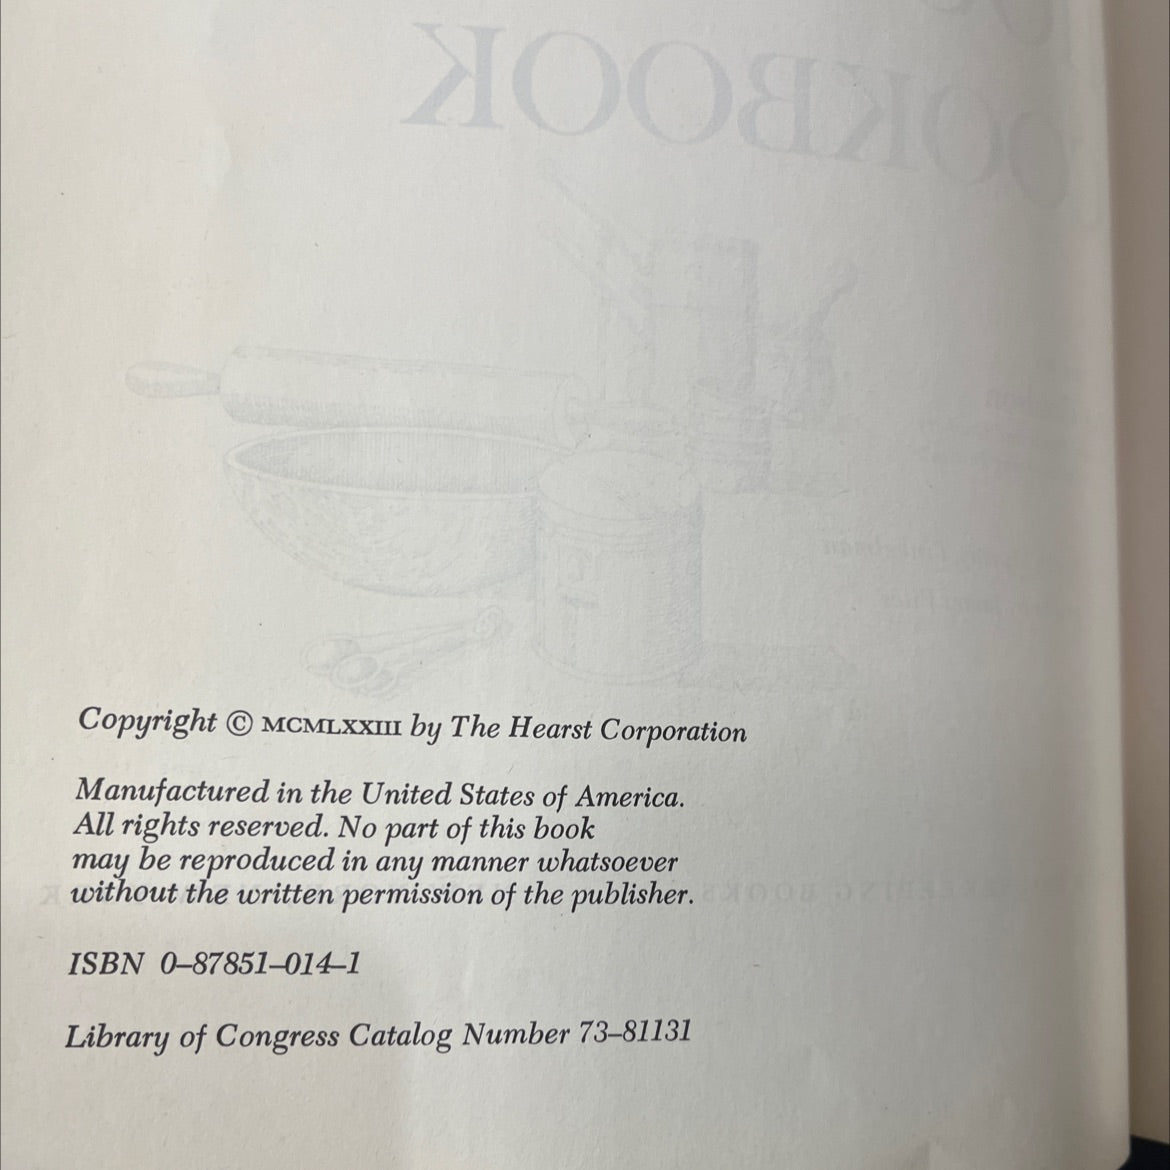 OKBOOK
Copyright © MCMLXXIII by The Hearst Corporation
Manufactured in the United States of America.
All rights reserved. No part of this book
may be reproduced in any manner whatsoever
without the written permission of the publisher.
ISBN 0–87851–014–1
Library of Congress Catalog Number 73–81131